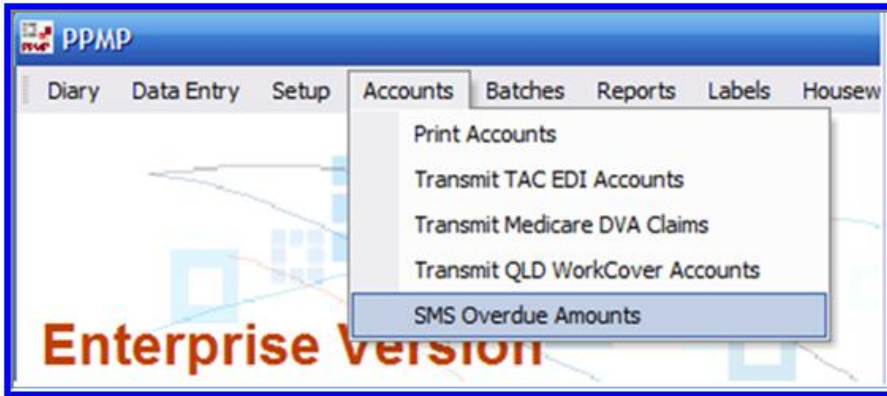 PPMP
Diary Data Entry Setup Accounts Batches Reports Labels Housew
Print Accounts
Transmit TAC EDI Accounts
Transmit Medicare DVA Claims
Transmit QLD WorkCover Accounts
SMS Overdue Amounts
Enterprise Version